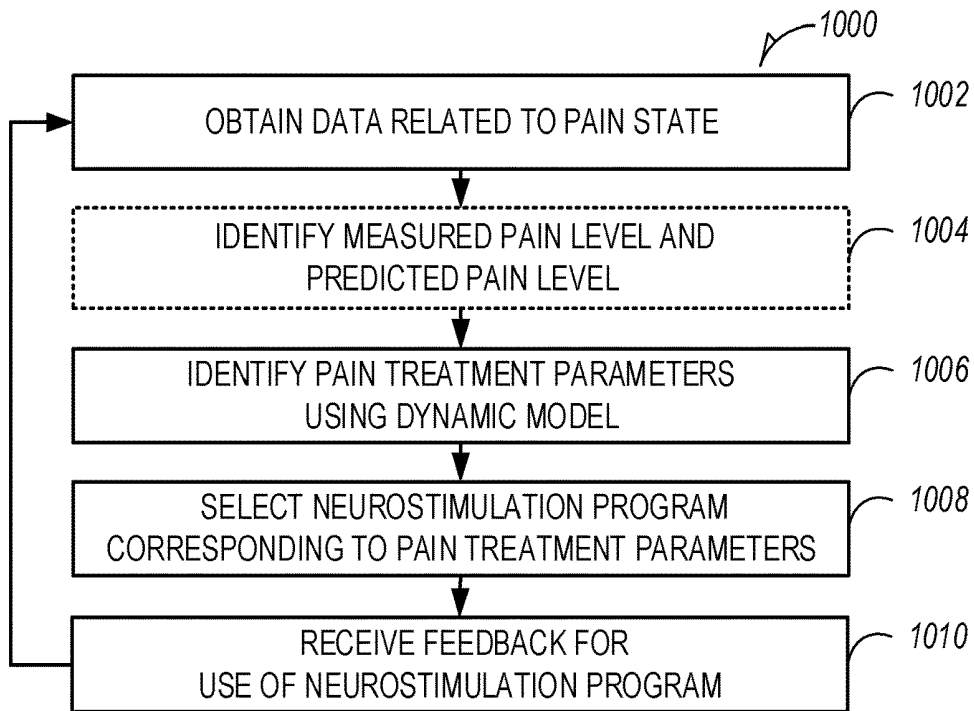 1000
OBTAIN DATA RELATED TO PAIN STATE
1002
IDENTIFY MEASURED PAIN LEVEL AND
PREDICTED PAIN LEVEL
1004
IDENTIFY PAIN TREATMENT PARAMETERS
USING DYNAMIC MODEL
1006
SELECT NEUROSTIMULATION PROGRAM
CORRESPONDING TO PAIN TREATMENT PARAMETERS
1008
RECEIVE FEEDBACK FOR
USE OF NEUROSTIMULATION PROGRAM
1010